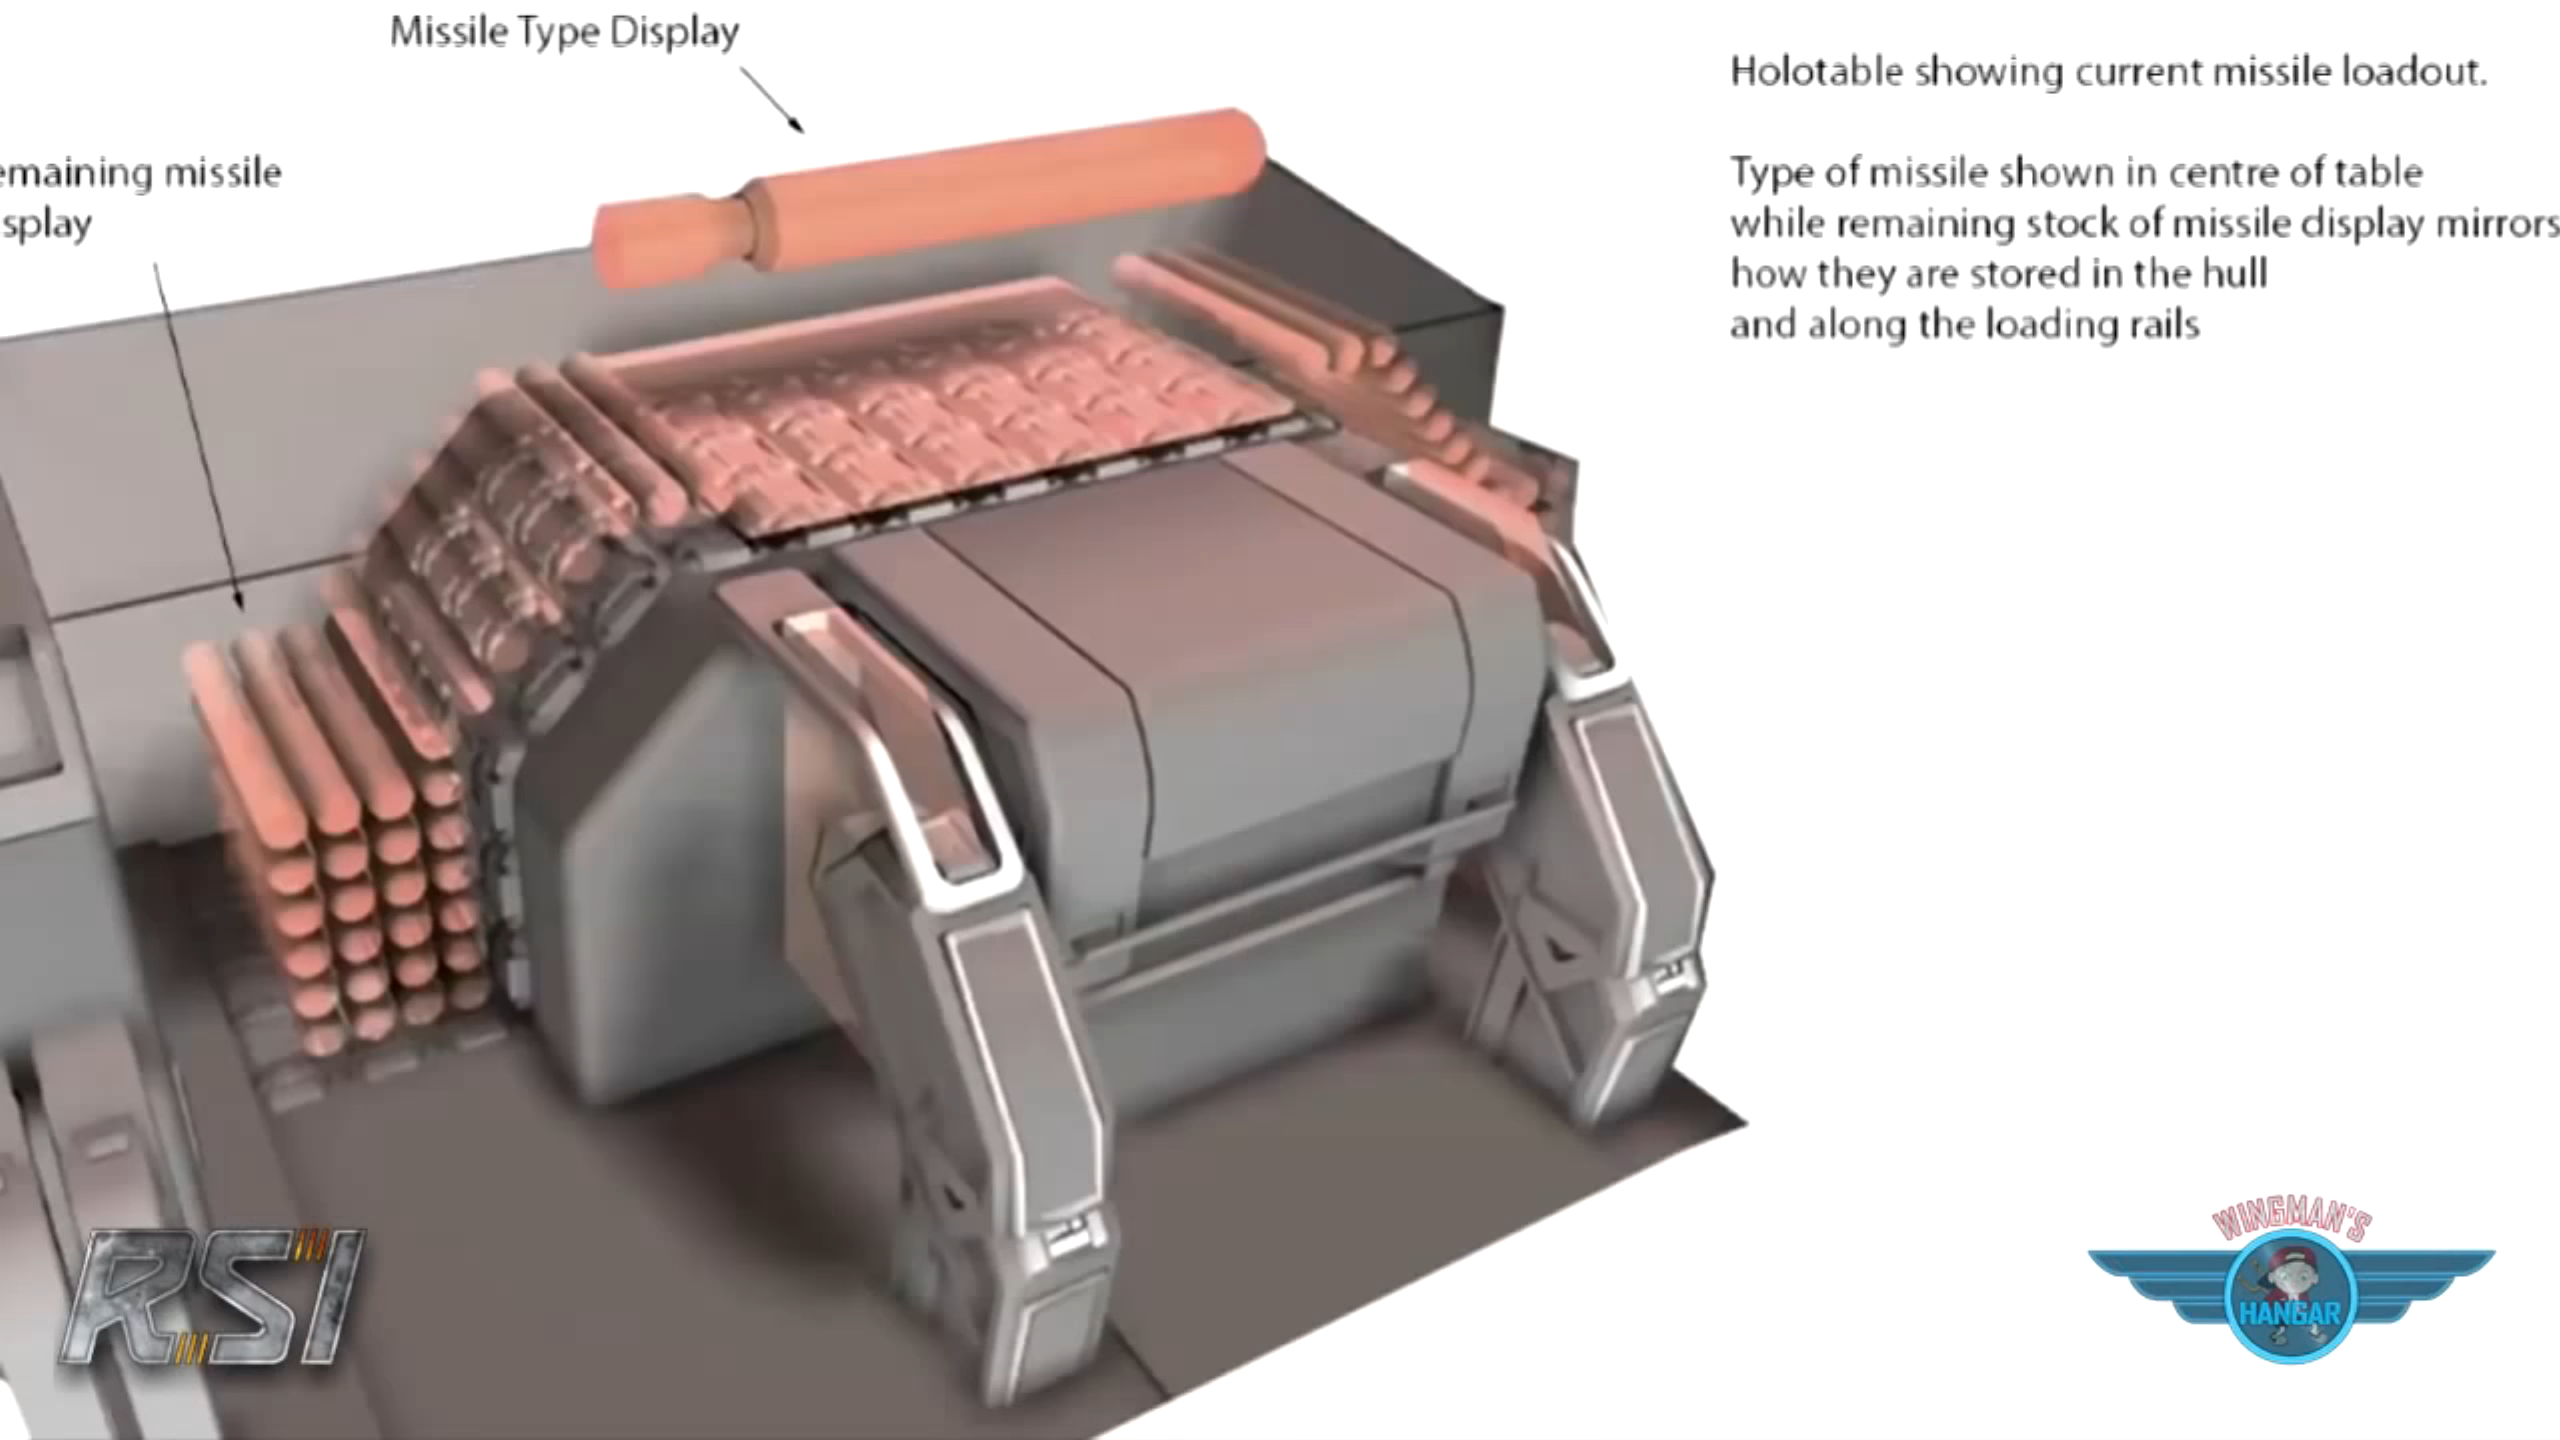 Missile Type Display
emaining missile
splay
Holotable showing current missile loadout.
Type of missile shown in centre of table
while remaining stock of missile display mirrors
how they are stored in the hull
and along the loading rails
RSI
WINGMAN'S
HANGAR